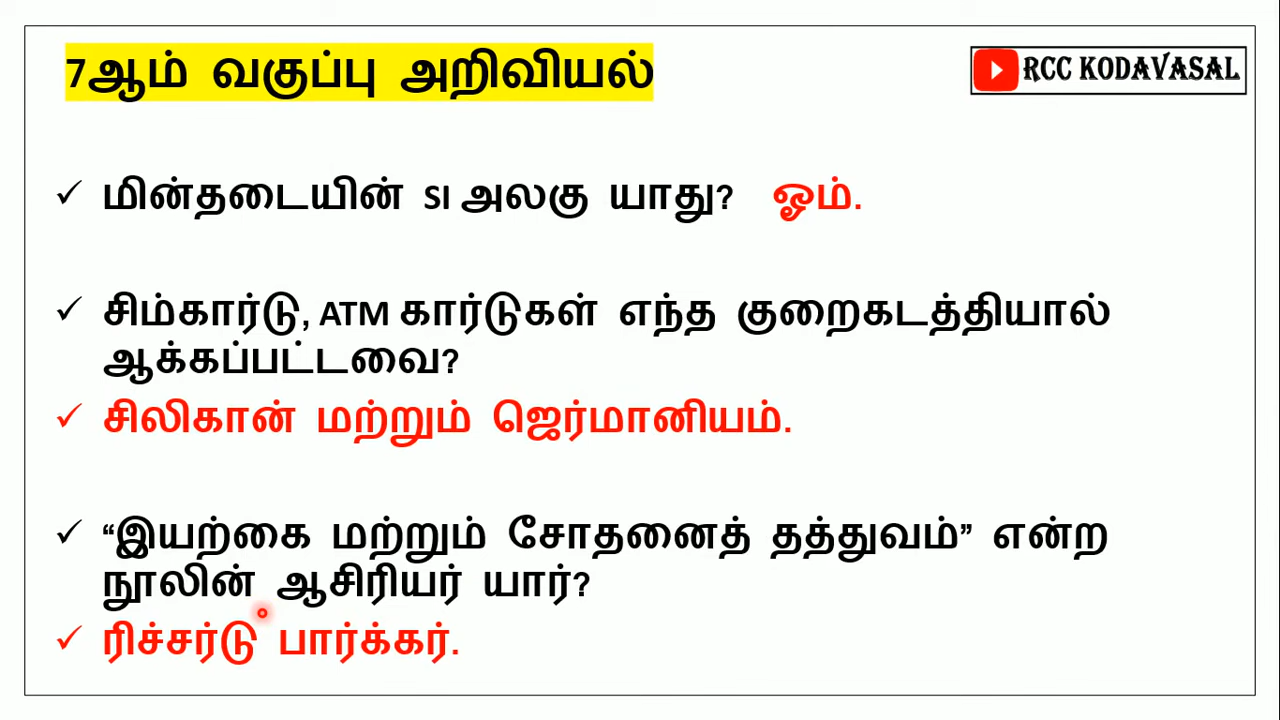 7ஆம் வகுப்பு அறிவியல்
RCC KODAVASAL
மின்தடையின் SI அலகு யாது? ஓம்.
சிம்கார்டு, ATM கார்டுகள் எந்த குறைகடத்தியால்
ஆக்கப்பட்டவை?
சிலிகான் மற்றும் ஜெர்மானியம்.
“இயற்கை மற்றும் சோதனைத் தத்துவம்” என்ற
நூலின் ஆசிரியர் யார்?
ரிச்சர்டு பார்க்கர்.